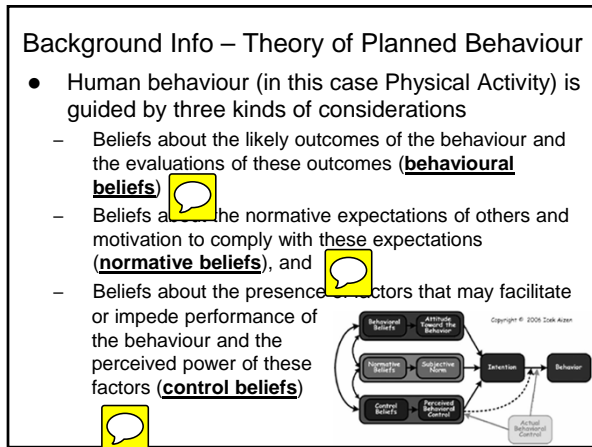 Background Info – Theory of Planned Behaviour
● Human behaviour (in this case Physical Activity) is
guided by three kinds of considerations
– Beliefs about the likely outcomes of the behaviour and
the evaluations of these outcomes (behavioural
beliefs)
– Beliefs about the normative expectations of others and
motivation to comply with these expectations
(normative beliefs), and
– Beliefs about the presence of factors that may facilitate
or impede performance of
the behaviour and the
perceived power of these
factors (control beliefs)
Copyright © 2006 Icek Aizen
Behavioral
Beliefs
Attitude
Toward the
Behavior
Normative
Beliefs
Subjective
Norm
Intention
Behavior
Control
Beliefs
Perceived
Behavioral
Control
Actual
Behavioral
Control